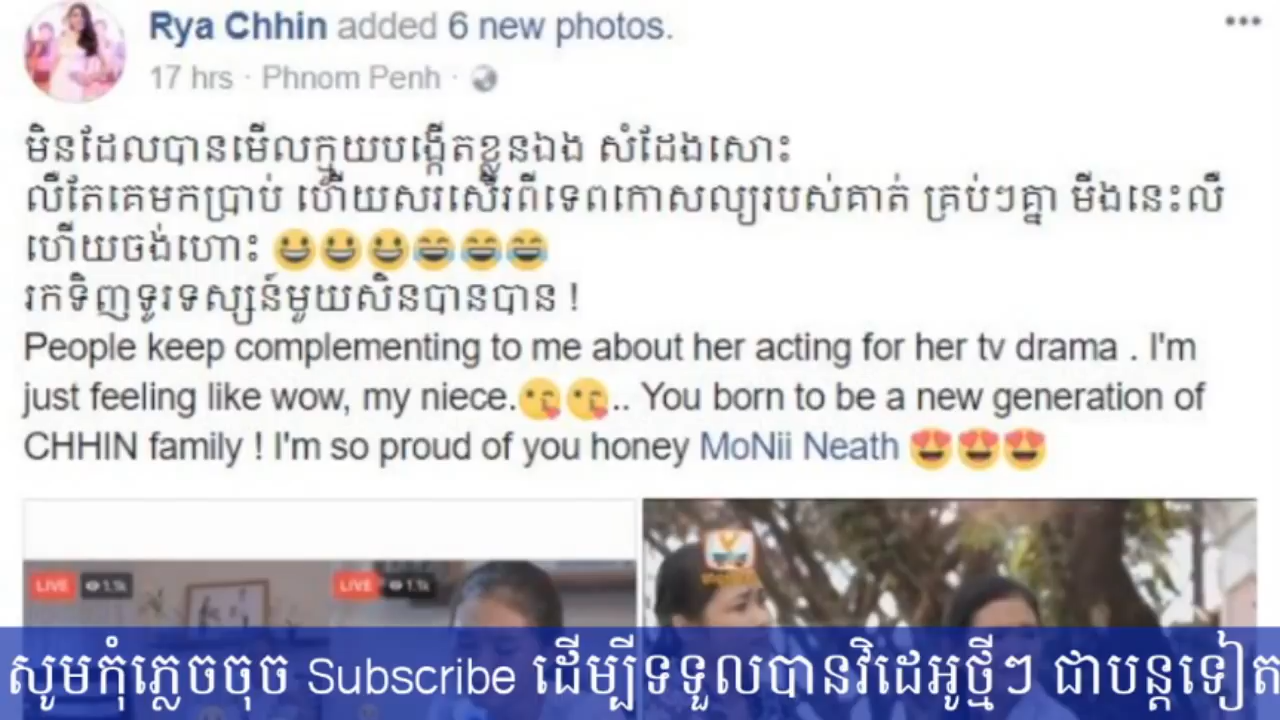 Rya Chhin added 6 new photos.
17 hrs · Phnom Penh ·
មិនដែលបានមើលក្មួយបង្កើតខ្លួនឯង សំដែងសោះ
លឺតែគេមកប្រាប់ ហើយសរសើរពីទេពកោសល្យរបស់គាត់ គ្រប់ៗគ្នា មីងនេះលឺ
ហើយចង់ហោះ 😃😃😃😂😂😂
រកទិញទូរទស្សន៍មួយសិនបានបាន !
People keep complementing to me about her acting for her tv drama . I'm
just feeling like wow, my niece.😘😘.. You born to be a new generation of
CHHIN family ! I'm so proud of you honey MoNii Neath 😍😍😍
LIVE 1.1k LIVE 1.1k
សូមកុំភ្លេចចុច Subscribe ដើម្បីទទួលបានវិដេអូថ្មីៗ ជាបន្តទៀត